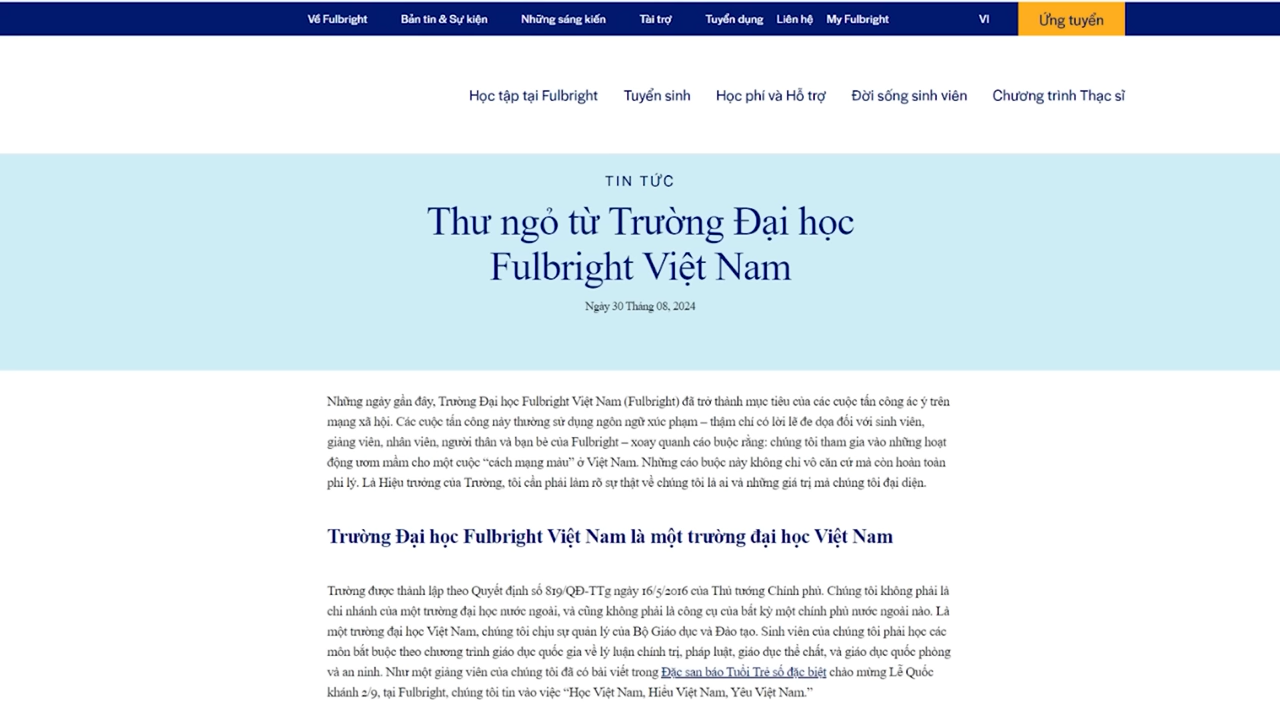 Về Fulbright Bản tin & Sự kiện Những sáng kiến Tài trợ Tuyển dụng Liên hệ My Fulbright VI Ứng tuyển
Học tập tại Fulbright Tuyển sinh Học phí và Hỗ trợ Đời sống sinh viên Chương trình Thạc sĩ
TIN TỨC
Thư ngỏ từ Trường Đại học
Fulbright Việt Nam
Ngày 30 Tháng 08, 2024
Những ngày gần đây, Trường Đại học Fulbright Việt Nam (Fulbright) đã trở thành mục tiêu của các cuộc tấn công ác ý trên
mạng xã hội. Các cuộc tấn công này thường sử dụng ngôn ngữ xúc phạm – thậm chí có lời lẽ đe dọa đối với sinh viên,
giảng viên, nhân viên, người thân và bạn bè của Fulbright – xoay quanh cáo buộc rằng: chúng tôi tham gia vào những hoạt
động ươm mầm cho một cuộc “cách mạng màu” ở Việt Nam. Những cáo buộc này không chỉ vô căn cứ mà còn hoàn toàn
phi lý. Là Hiệu trưởng của Trường, tôi cần phải làm rõ sự thật về chúng tôi là ai và những giá trị mà chúng tôi đại diện.
Trường Đại học Fulbright Việt Nam là một trường đại học Việt Nam
Trường được thành lập theo Quyết định số 819/QĐ-TTg ngày 16/5/2016 của Thủ tướng Chính phủ. Chúng tôi không phải là
chi nhánh của một trường đại học nước ngoài, và cũng không phải là công cụ của bất kỳ một chính phủ nước ngoài nào. Là
một trường đại học Việt Nam, chúng tôi chịu sự quản lý của Bộ Giáo dục và Đào tạo. Sinh viên của chúng tôi phải học các
môn bắt buộc theo chương trình giáo dục quốc gia về lý luận chính trị, pháp luật, giáo dục thể chất, và giáo dục quốc phòng
và an ninh. Như một giảng viên của chúng tôi đã có bài viết trong Đặc san báo Tuổi Trẻ số đặc biệt chào mừng Lễ Quốc
khánh 2/9, tại Fulbright, chúng tôi tin vào việc “Học Việt Nam, Hiểu Việt Nam, Yêu Việt Nam.”